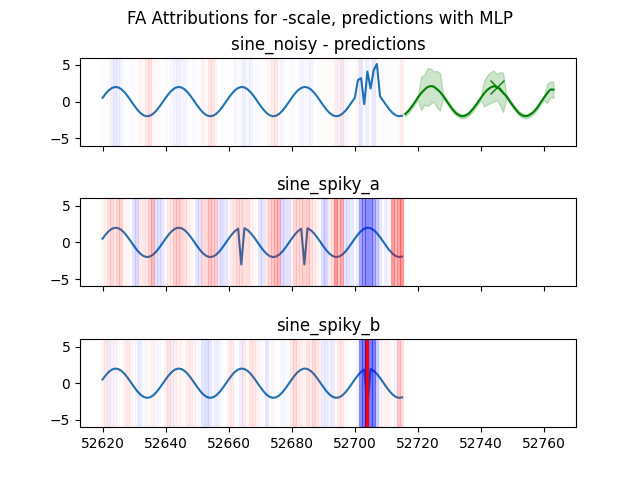 FA Attributions for -scale, predictions with MLP
sine_noisy - predictions
5
0
−5
sine_spiky_a
5
0
−5
sine_spiky_b
5
0
−5
52620 52640 52660 52680 52700 52720 52740 52760